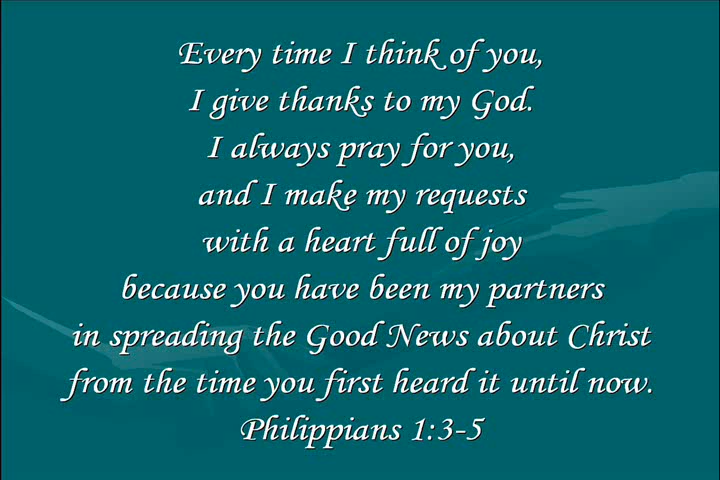 Every time I think of you,
I give thanks to my God.
I always pray for you,
and I make my requests
with a heart full of joy
because you have been my partners
in spreading the Good News about Christ
from the time you first heard it until now.
Philippians 1:3-5